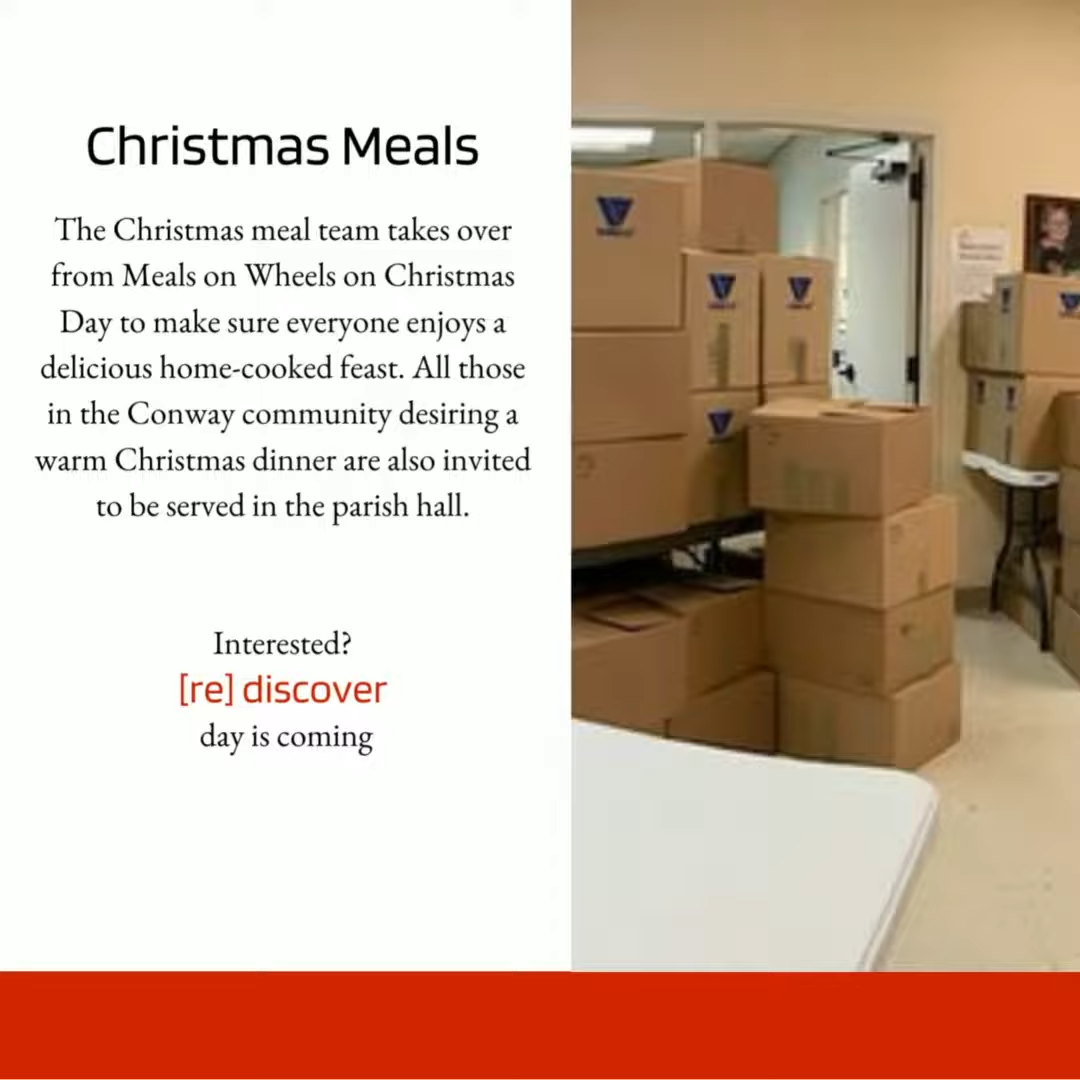 Christmas Meals
The Christmas meal team takes over
from Meals on Wheels on Christmas
Day to make sure everyone enjoys a
delicious home-cooked feast. All those
in the Conway community desiring a
warm Christmas dinner are also invited
to be served in the parish hall.
Interested?
[re] discover
day is coming